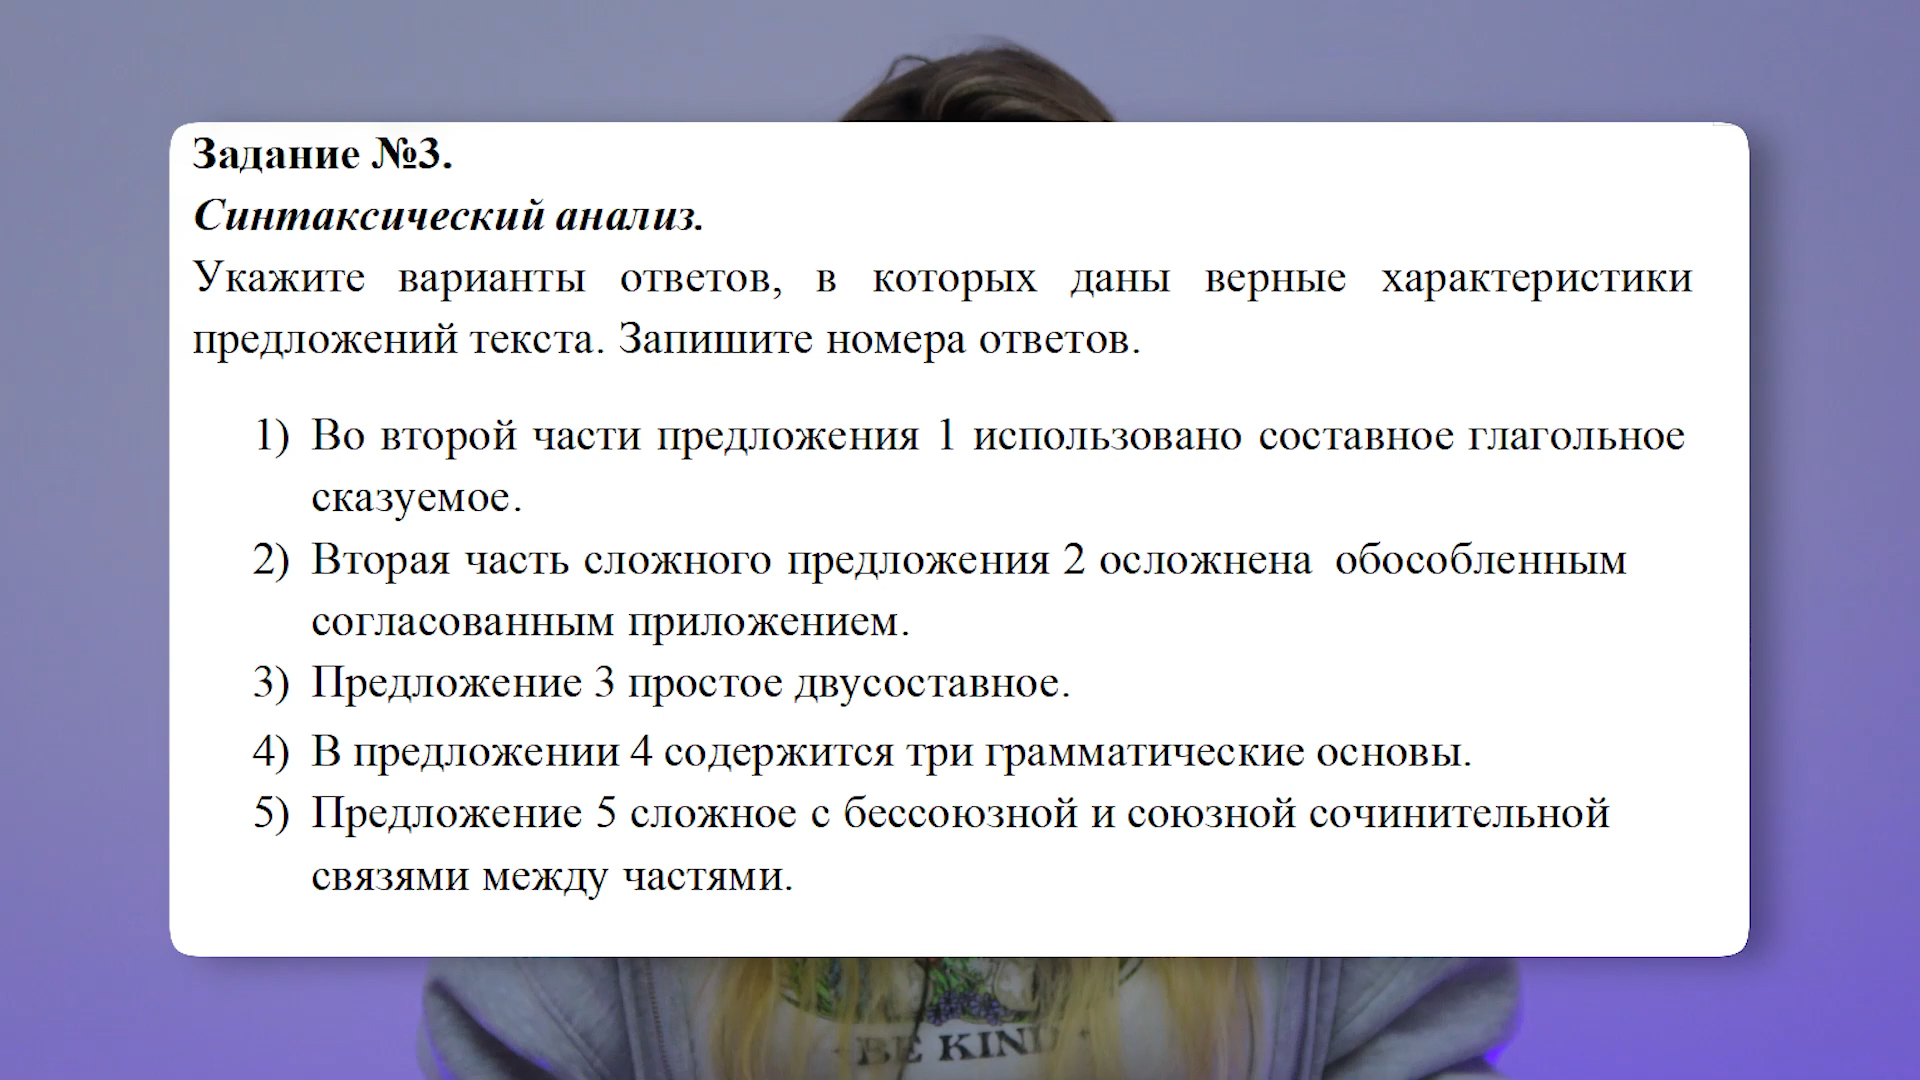 Задание №3.
Синтаксический анализ.
Укажите варианты ответов, в которых даны верные характеристики
предложений текста. Запишите номера ответов.
1) Во второй части предложения 1 использовано составное глагольное
сказуемое.
2) Вторая часть сложного предложения 2 осложнена обособленным
согласованным приложением.
3) Предложение 3 простое двусоставное.
4) В предложении 4 содержится три грамматические основы.
5) Предложение 5 сложное с бессоюзной и союзной сочинительной
связями между частями.
BE KIND